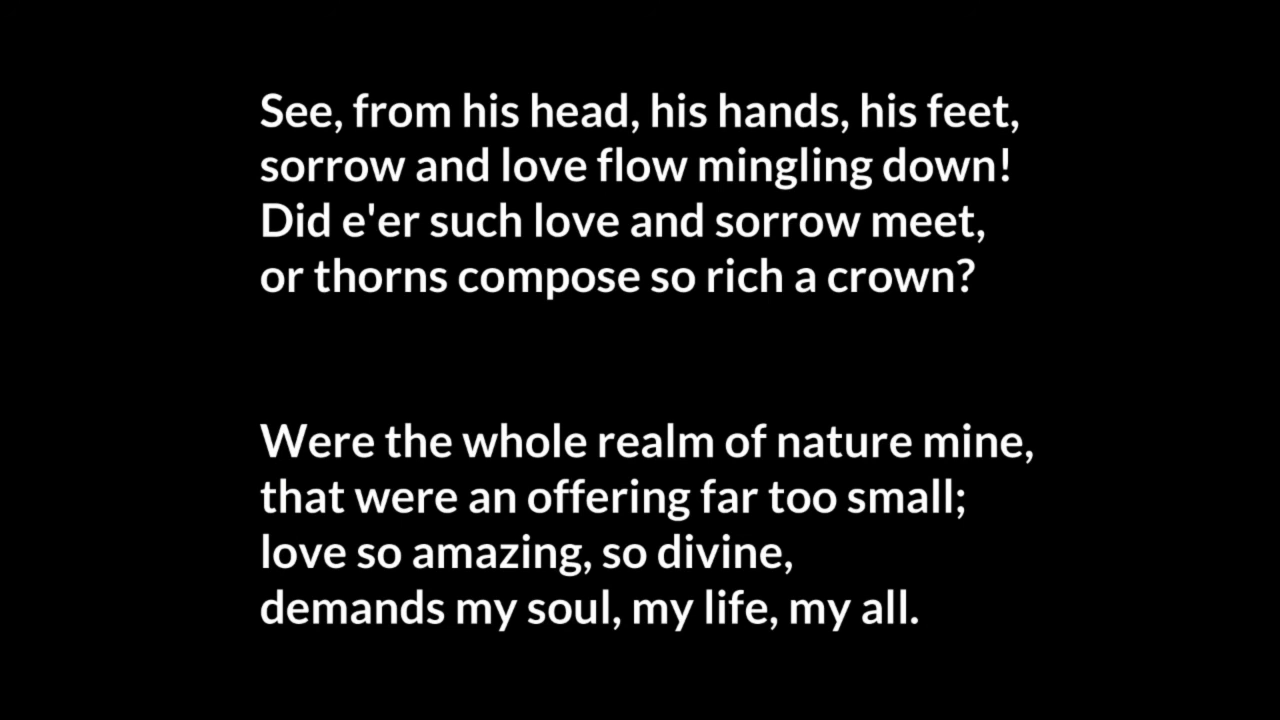 See, from his head, his hands, his feet,
sorrow and love flow mingling down!
Did e'er such love and sorrow meet,
or thorns compose so rich a crown?
Were the whole realm of nature mine,
that were an offering far too small;
love so amazing, so divine,
demands my soul, my life, my all.